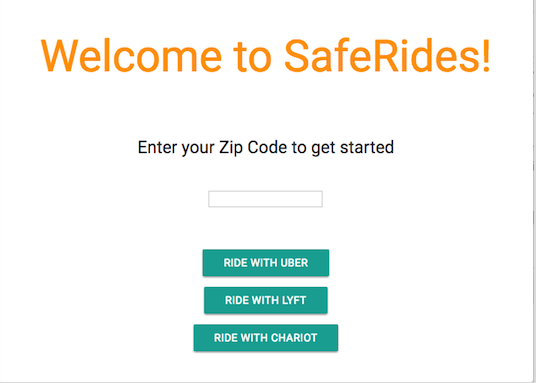 Welcome to SafeRides!
Enter your Zip Code to get started
RIDE WITH UBER
RIDE WITH LYFT
RIDE WITH CHARIOT